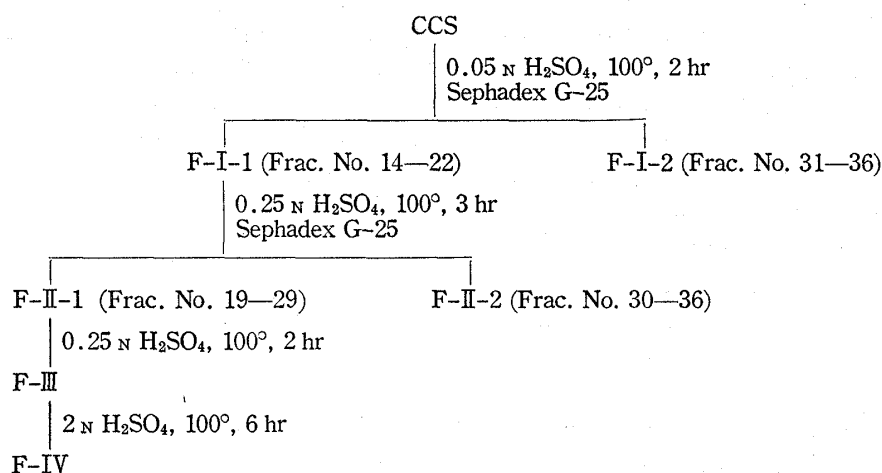 CCS
0.05 N H₂SO₄, 100°, 2 hr
Sephadex G-25
F-I-1 (Frac. No. 14—22) F-I-2 (Frac. No. 31—36)
0.25 N H₂SO₄, 100°, 3 hr
Sephadex G-25
F-II-1 (Frac. No. 19—29) F-II-2 (Frac. No. 30—36)
0.25 N H₂SO₄, 100°, 2 hr
F-III
2 N H₂SO₄, 100°, 6 hr
F-IV